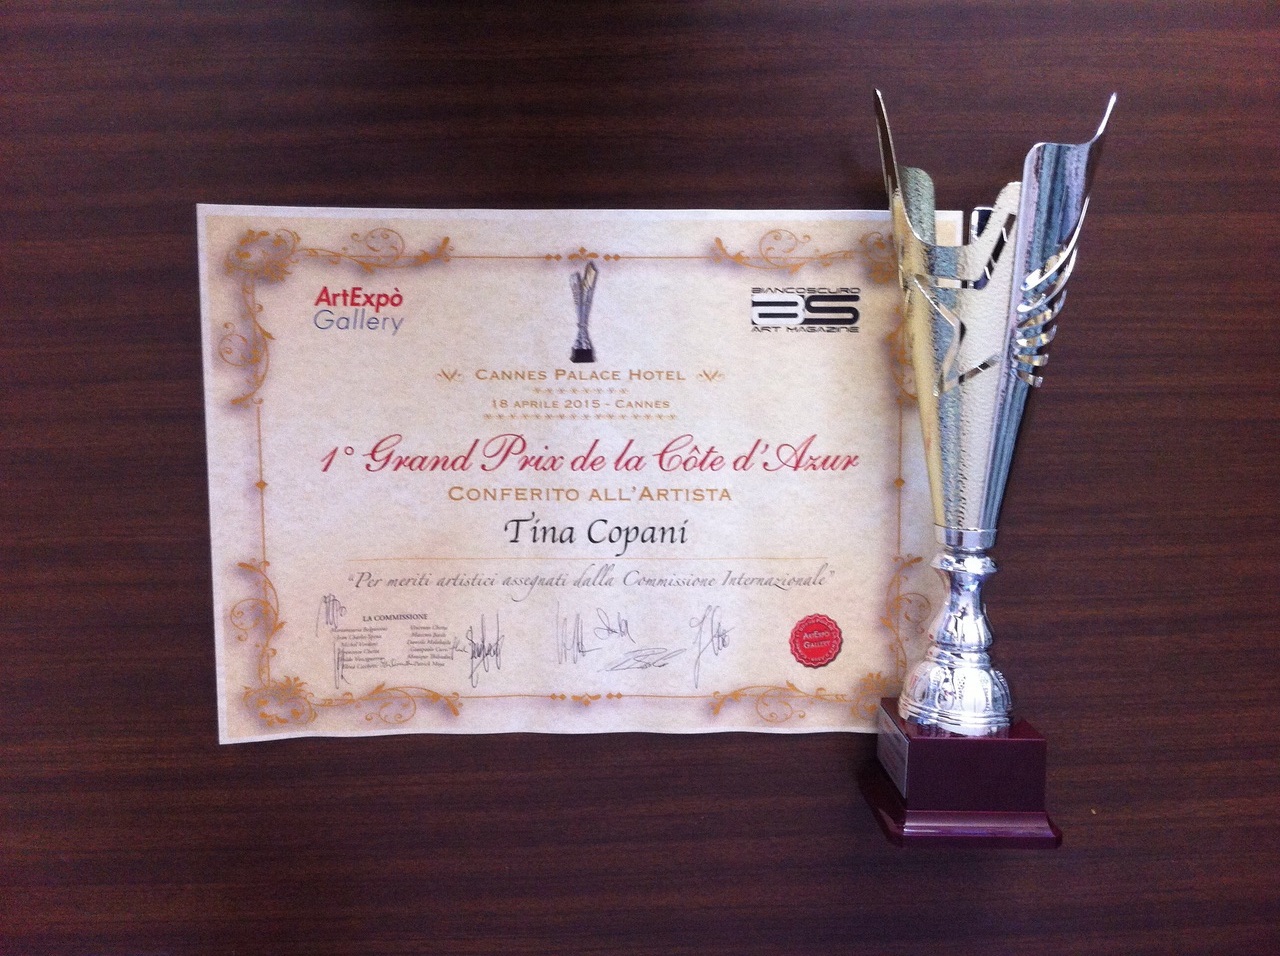 ArtExpò
Gallery
BIANCOSCURO
BS
ART MAGAZINE
CANNES PALACE HOTEL
18 APRILE 2015 - CANNES
1° Grand Prix de la Côte d'Azur
CONFERITO ALL'ARTISTA
Tina Copani
"Per meriti artistici assegnati dalla Commissione Internazionale"
LA COMMISSIONE
ARTEXPÒ
GALLERY